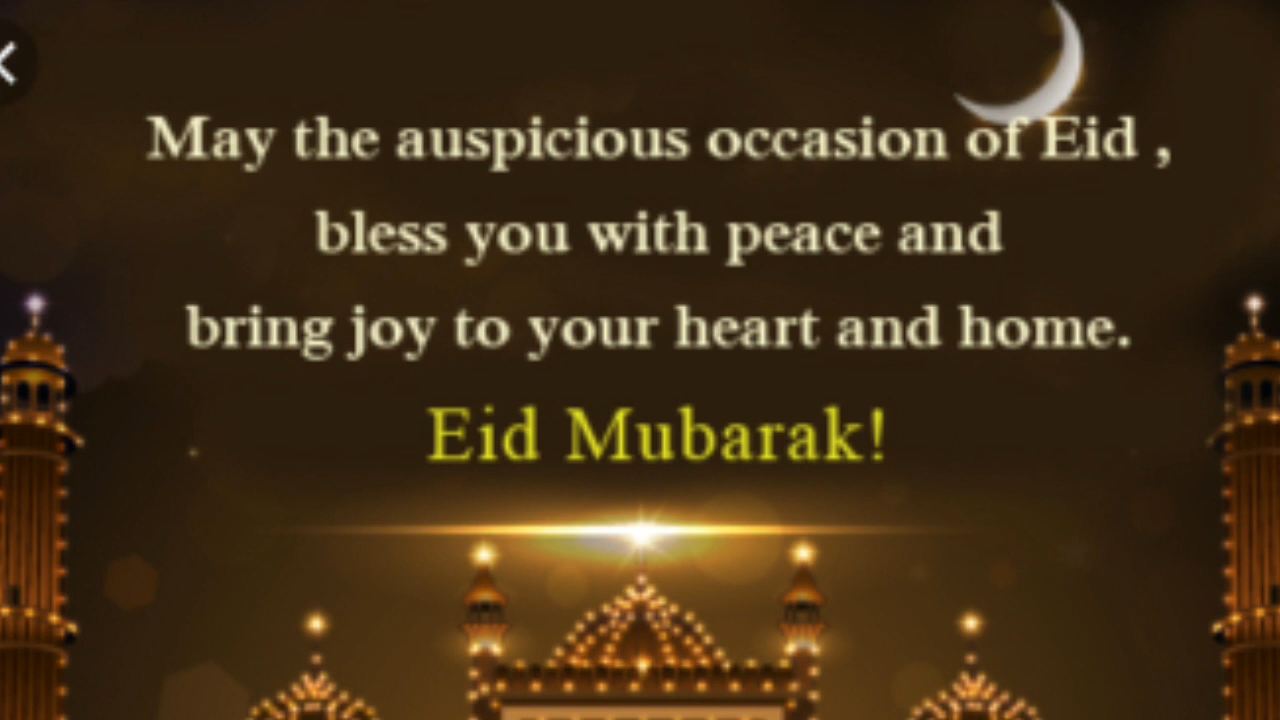 May the auspicious occasion of Eid ,
bless you with peace and
bring joy to your heart and home.
Eid Mubarak!